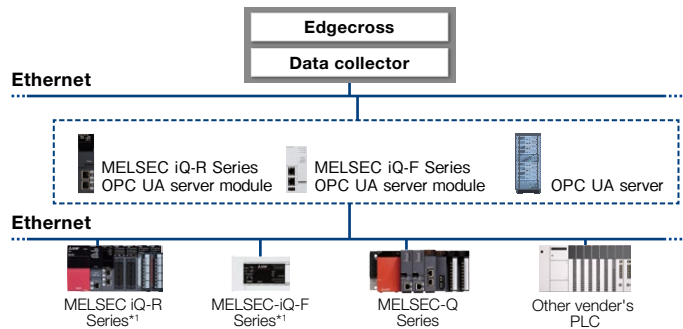 Edgecross
Data collector
Ethernet
MELSEC iQ-R Series
OPC UA server module
MELSEC iQ-F Series
OPC UA server module
OPC UA server
Ethernet
MELSEC iQ-R
Series*1
MELSEC-iQ-F
Series*1
MELSEC-Q
Series
Other vender's
PLC